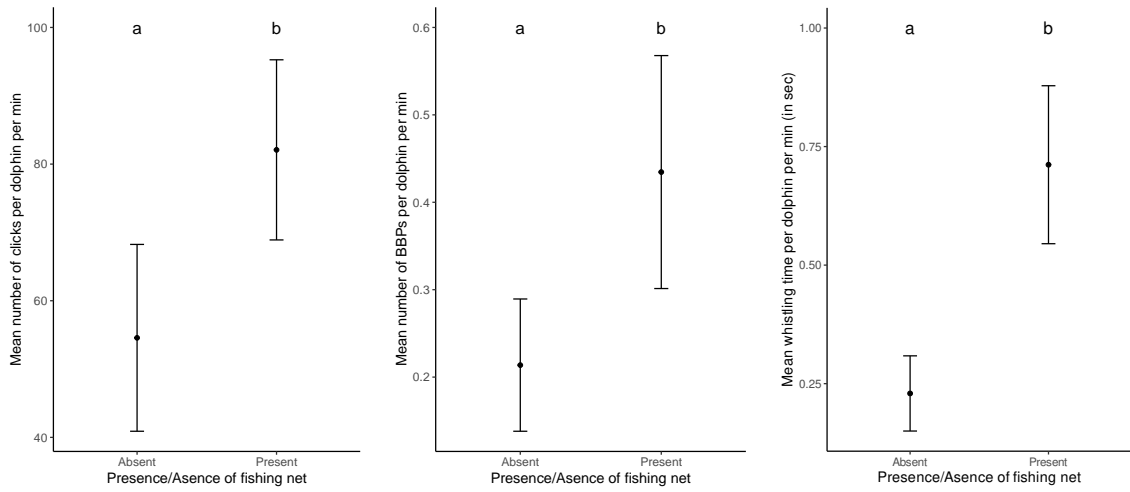 Mean number of clicks per dolphin per min
100
80
60
40
a
b
Absent
Present
Presence/Asence of fishing net
Mean number of BBPs per dolphin per min
0.6
0.5
0.4
0.3
0.2
a
b
Absent
Present
Presence/Asence of fishing net
Mean whistling time per dolphin per min (in sec)
1.00
0.75
0.50
0.25
a
b
Absent
Present
Presence/Asence of fishing net